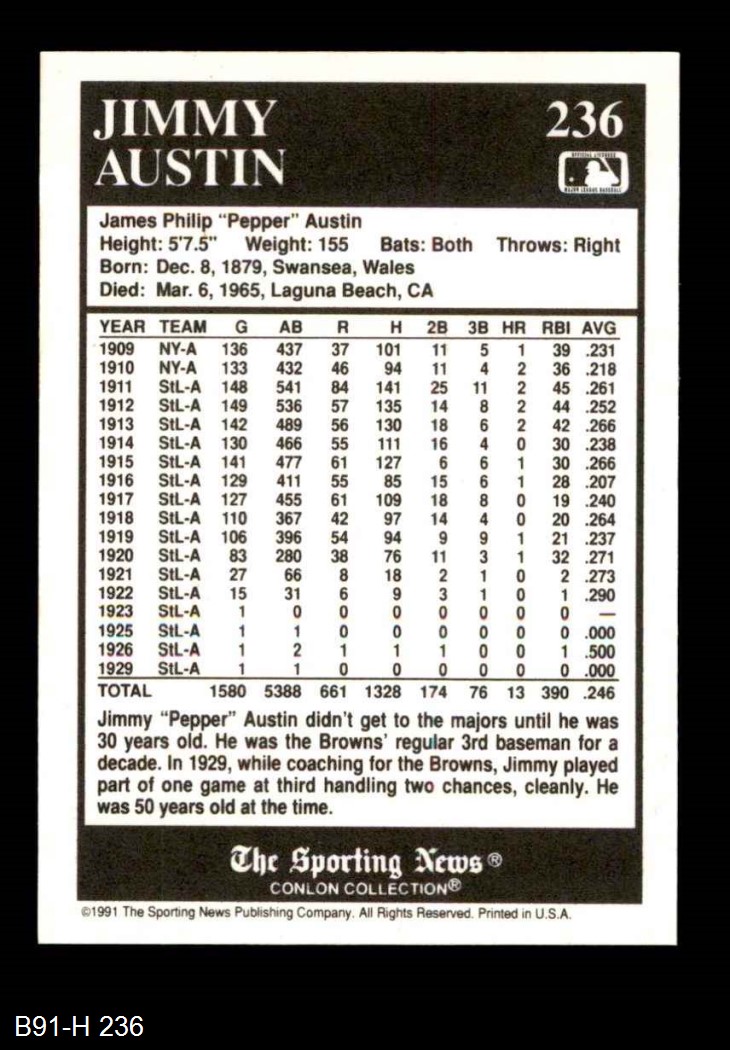 JIMMY
AUSTIN
236
OFFICIAL LICENSEE
MAJOR LEAGUE BASEBALL
James Philip “Pepper” Austin
Height: 5'7.5" Weight: 155 Bats: Both Throws: Right
Born: Dec. 8, 1879, Swansea, Wales
Died: Mar. 6, 1965, Laguna Beach, CA
YEAR TEAM G AB R H 2B 3B HR RBI AVG
1909 NY-A 136 437 37 101 11 5 1 39 .231
1910 NY-A 133 432 46 94 11 4 2 36 .218
1911 StL-A 148 541 84 141 25 11 2 45 .261
1912 StL-A 149 536 57 135 14 8 2 44 .252
1913 StL-A 142 489 56 130 18 6 2 42 .266
1914 StL-A 130 466 55 111 16 4 0 30 .238
1915 StL-A 141 477 61 127 6 6 1 30 .266
1916 StL-A 129 411 55 85 15 6 1 28 .207
1917 StL-A 127 455 61 109 18 8 0 19 .240
1918 StL-A 110 367 42 97 14 4 0 20 .264
1919 StL-A 106 396 54 94 9 9 1 21 .237
1920 StL-A 83 280 38 76 11 3 1 32 .271
1921 StL-A 27 66 8 18 2 1 0 2 .273
1922 StL-A 15 31 6 9 3 1 0 1 .290
1923 StL-A 1 0 0 0 0 0 0 0 —
1925 StL-A 1 1 0 0 0 0 0 0 .000
1926 StL-A 1 2 1 1 1 0 0 1 .500
1929 StL-A 1 1 0 0 0 0 0 0 .000
TOTAL 1580 5388 661 1328 174 76 13 390 .246
Jimmy “Pepper” Austin didn't get to the majors until he was
30 years old. He was the Browns' regular 3rd baseman for a
decade. In 1929, while coaching for the Browns, Jimmy played
part of one game at third handling two chances, cleanly. He
was 50 years old at the time.
The Sporting News®
CONLON COLLECTION®
©1991 The Sporting News Publishing Company. All Rights Reserved. Printed in U.S.A.
B91-H 236